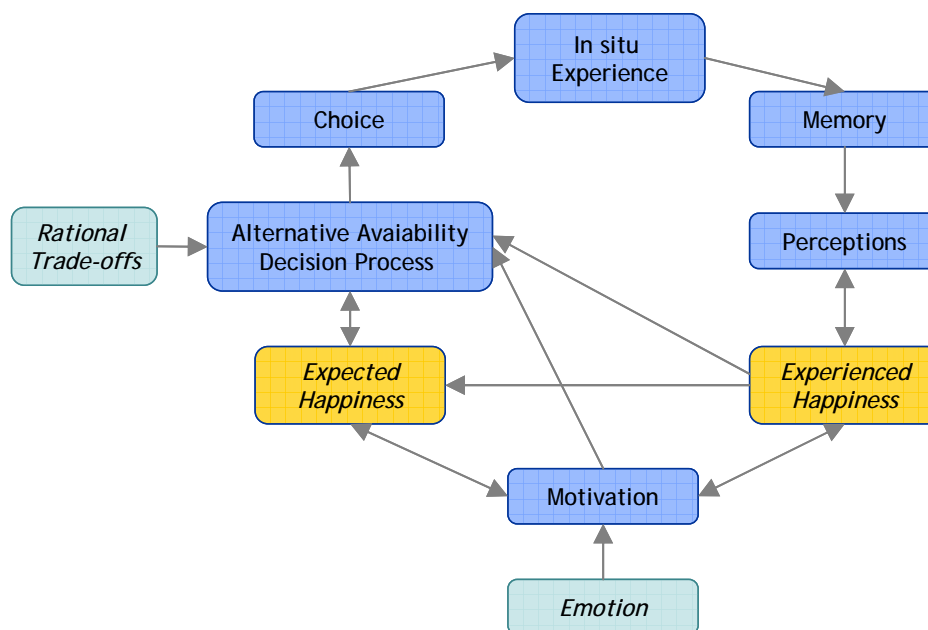 In situ
Experience
Choice
Memory
Rational
Trade-offs
Alternative Avaiability
Decision Process
Perceptions
Expected
Happiness
Experienced
Happiness
Motivation
Emotion